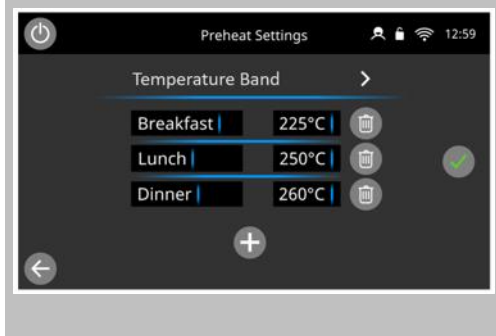 Preheat Settings 12:59
Temperature Band
Breakfast 225°C
Lunch 250°C
Dinner 260°C